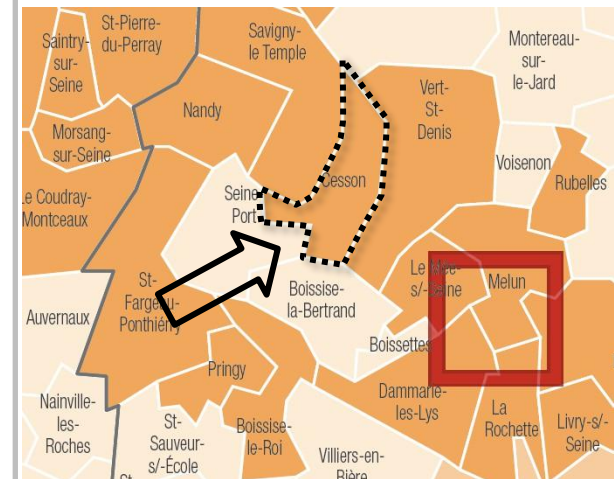 St-Pierre-
du-Perray
Savigny-
le Temple
Saintry-
sur-
Seine
Montereau-
sur-
le-Jard
Nandy
Vert-
St-
Denis
Morsang-
sur-Seine
Voisenon
Rubelles
Cesson
Seine
Port
Le Coudray-
Montceaux
Le Mée-
s/-Seine
Melun
St-
Fargeau-
Ponthierry
Boissise-
la-Bertrand
Auvernaux
Boissettes
Pringy
Dammarie-
les-Lys
La
Rochette
Livry-s/-
Seine
Nainville-
les-
Roches
St-
Sauveur-
s/-École
Boissise-
le-Roi
Villiers-en-
Bière